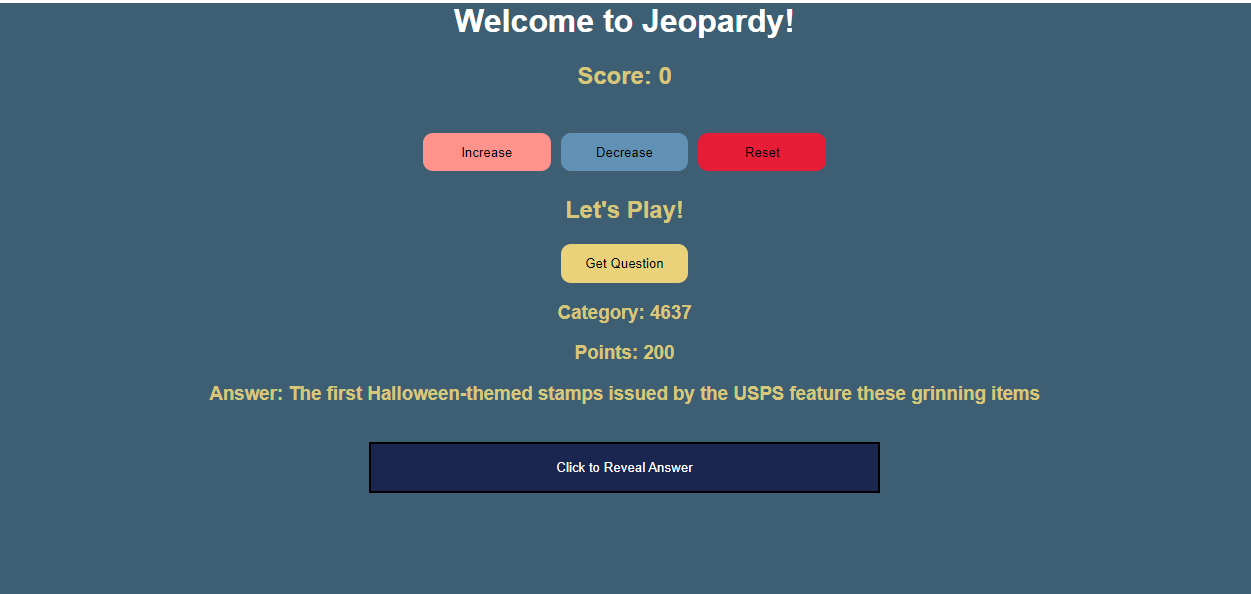 Welcome to Jeopardy!
Score: 0
Increase Decrease Reset
Let's Play!
Get Question
Category: 4637
Points: 200
Answer: The first Halloween-themed stamps issued by the USPS feature these grinning items
Click to Reveal Answer